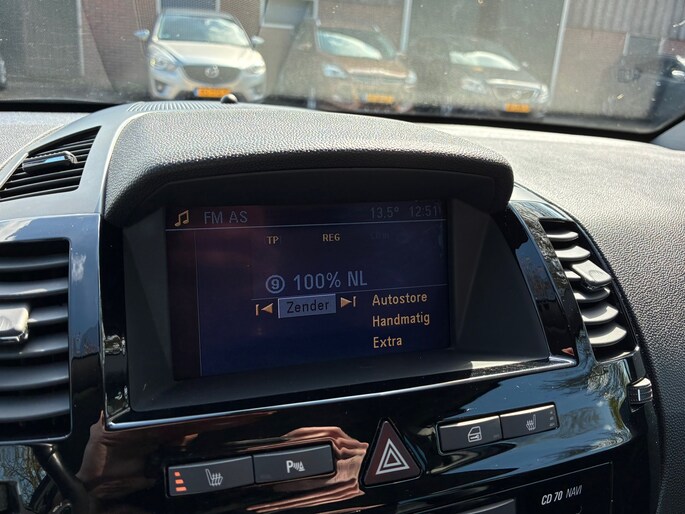 FM AS 13,5° 12:51
TP REG
9 100% NL
Zender
Autostore
Handmatig
Extra
P
CD 70 NAVI